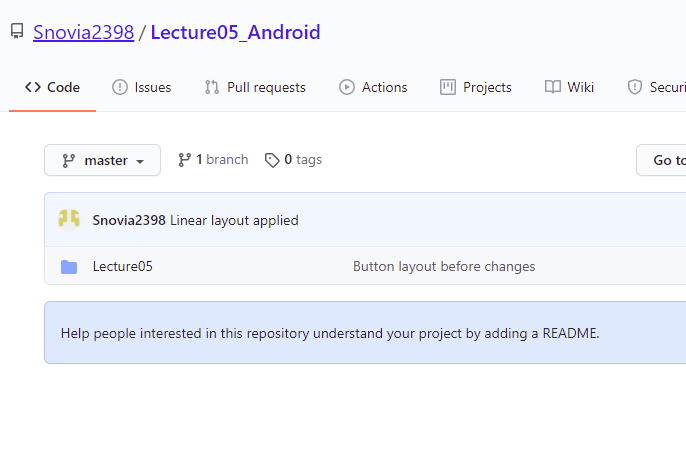 Snovia2398 / Lecture05_Android
Code Issues Pull requests Actions Projects Wiki Securi
master 1 branch 0 tags Go to
Snovia2398 Linear layout applied
Lecture05 Button layout before changes
Help people interested in this repository understand your project by adding a README.